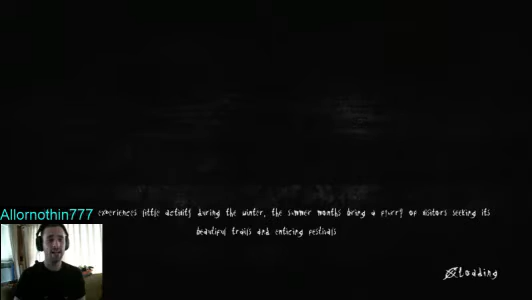 Allornothin777 experiences little activity during the winter, the summer months bring a flurry of visitors seeking its
beautiful trails and enticing festivals
loading